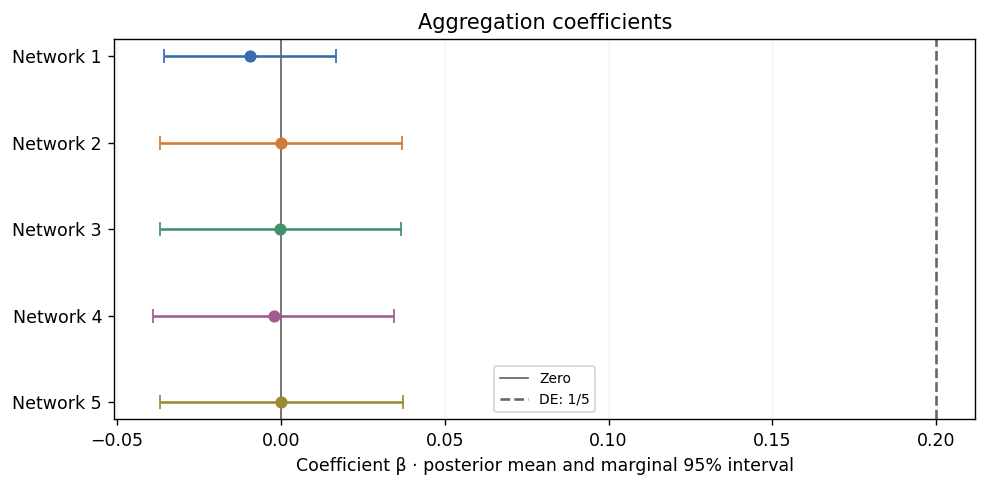 Aggregation coefficients
Network 1
Network 2
Network 3
Network 4
Network 5
Zero
DE: 1/5
−0.05 0.00 0.05 0.10 0.15 0.20
Coefficient β · posterior mean and marginal 95% interval